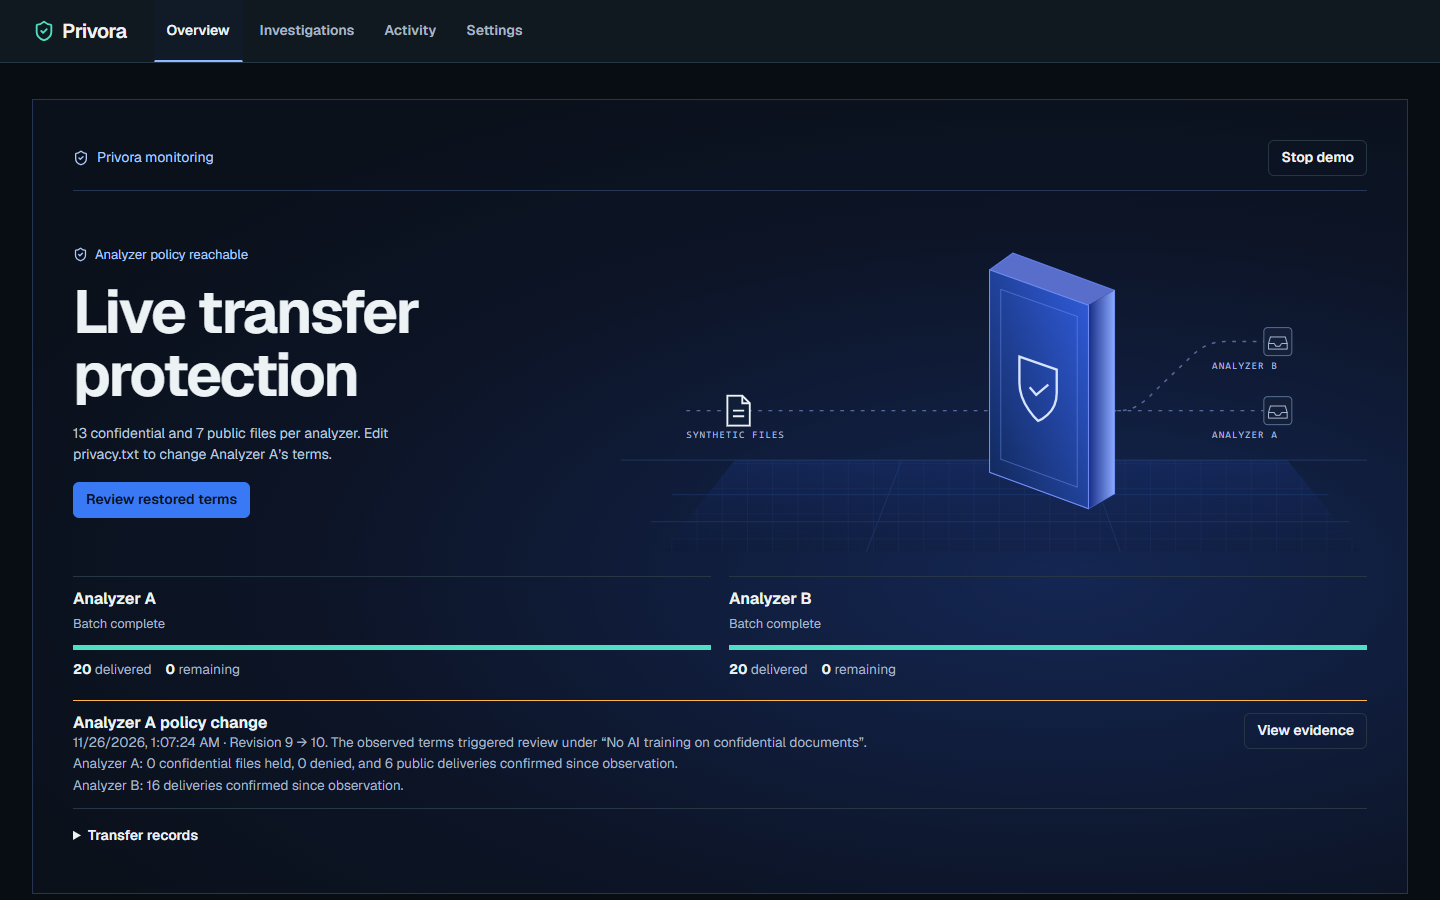 Privora
Overview
Investigations
Activity
Settings
Privora monitoring
Stop demo
Analyzer policy reachable
Live transfer
protection
13 confidential and 7 public files per analyzer. Edit
privacy.txt to change Analyzer A's terms.
Review restored terms
SYNTHETIC FILES
ANALYZER B
ANALYZER A
Analyzer A
Batch complete
20 delivered 0 remaining
Analyzer B
Batch complete
20 delivered 0 remaining
Analyzer A policy change
11/26/2026, 1:07:24 AM · Revision 9 → 10. The observed terms triggered review under “No AI training on confidential documents”.
Analyzer A: 0 confidential files held, 0 denied, and 6 public deliveries confirmed since observation.
Analyzer B: 16 deliveries confirmed since observation.
View evidence
Transfer records